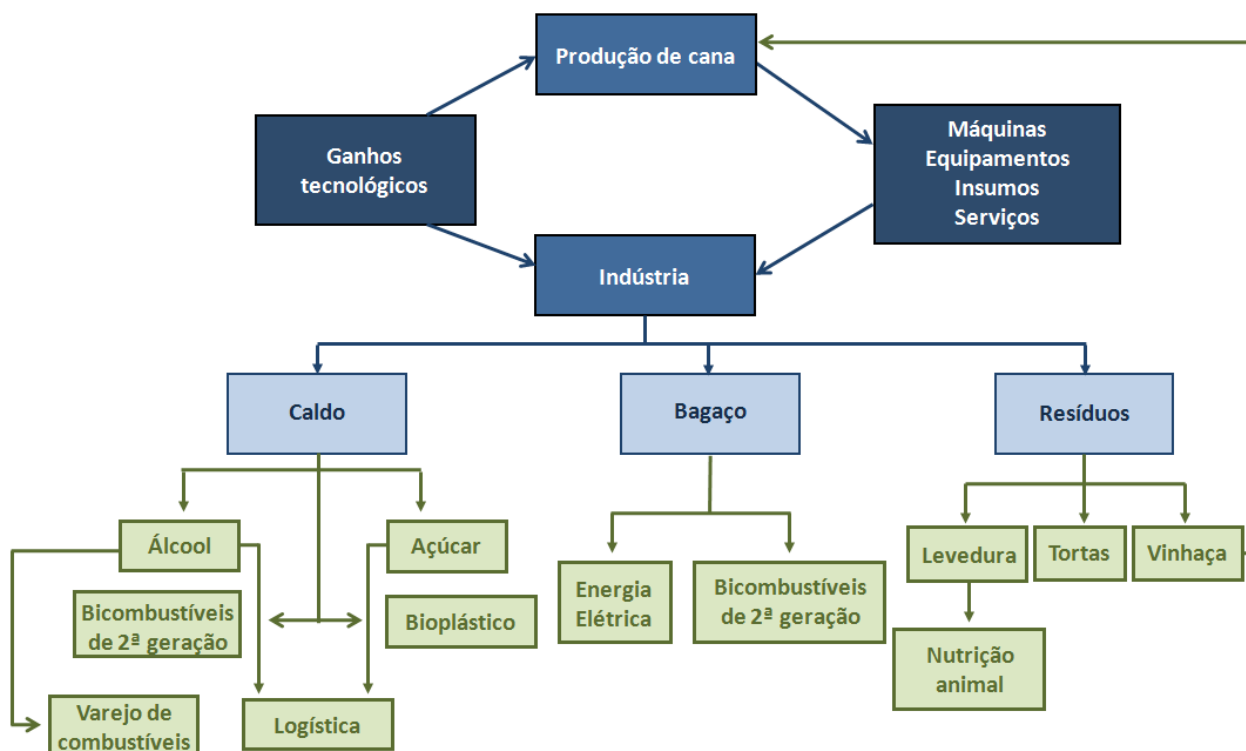 Produção de cana
Ganhos
tecnológicos
Máquinas
Equipamentos
Insumos
Serviços
Indústria
Caldo
Bagaço
Resíduos
Álcool
Açúcar
Bicombustíveis
de 2ª geração
Bioplástico
Varejo de
combustíveis
Logística
Energia
Elétrica
Bicombustíveis
de 2ª geração
Levedura
Tortas
Vinhaça
Nutrição
animal